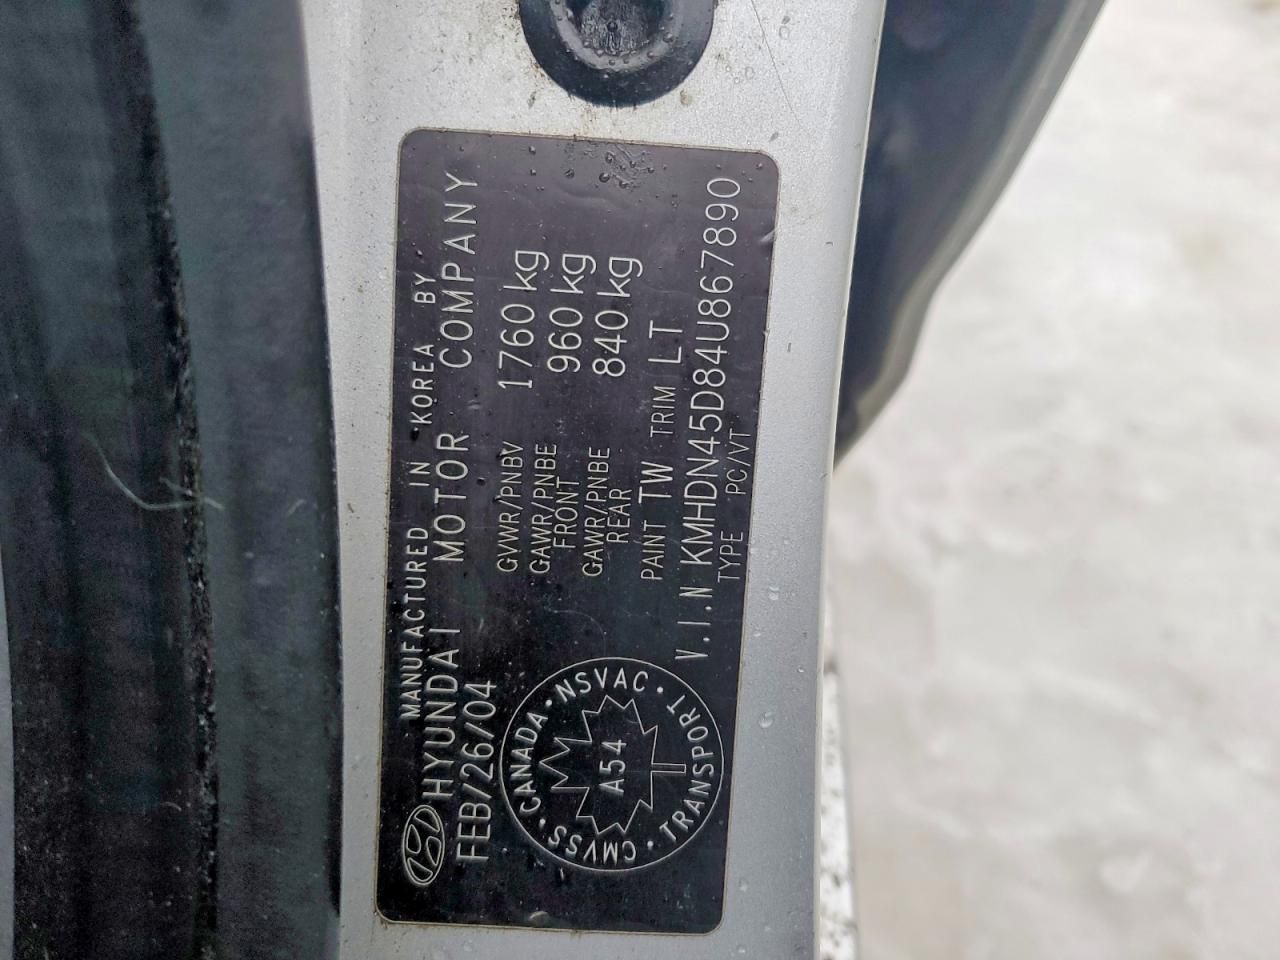 MANUFACTURED IN KOREA BY
HYUNDAI MOTOR COMPANY
FEB/26/04
GVWR/PNBV 1760 kg
GAWR/PNBE FRONT 960 kg
GAWR/PNBE REAR 840 kg
PAINT TW TRIM LT
V.I.N KMHDN45D84U867890
TYPE PC/VT
CANADA · NSVAC · TRANSPORT · CMVSS ·
A54